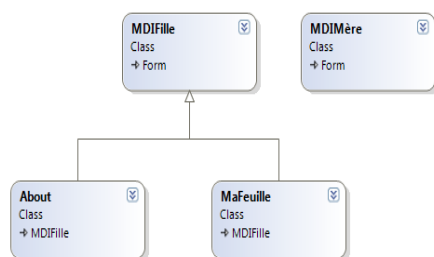 MDIFille
Class
Form
MDIMère
Class
Form
About
Class
MDIFille
MaFeuille
Class
MDIFille